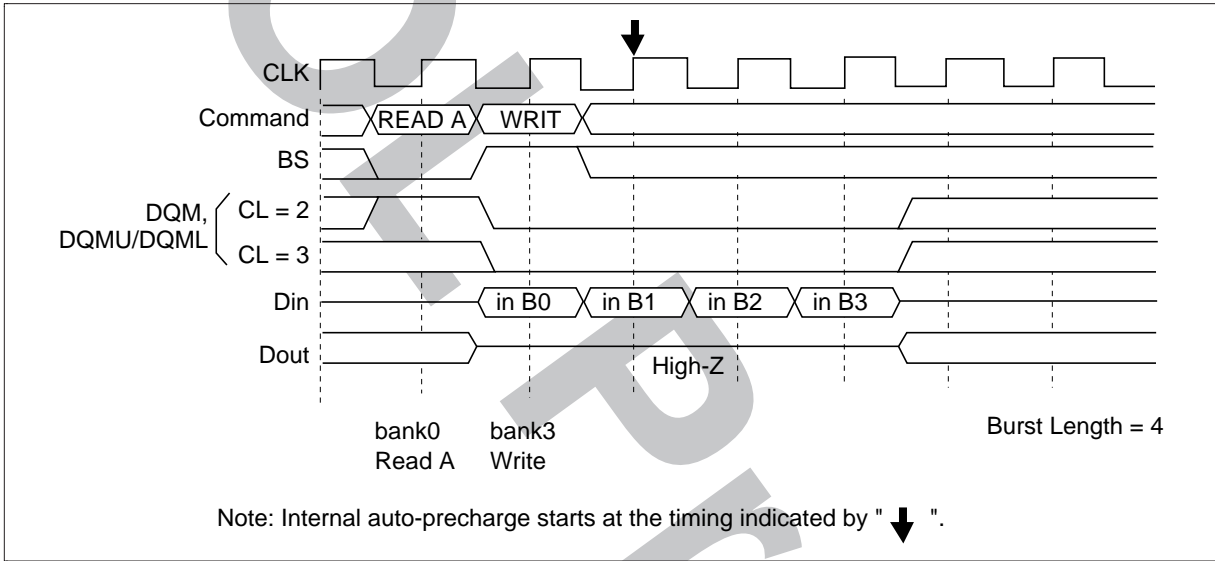 CLK
Command READ A WRIT
BS
DQM, DQMU/DQML CL = 2
CL = 3
Din in B0 in B1 in B2 in B3
Dout High-Z
bank0 Read A
bank3 Write
Burst Length = 4
Note: Internal auto-precharge starts at the timing indicated by " ".